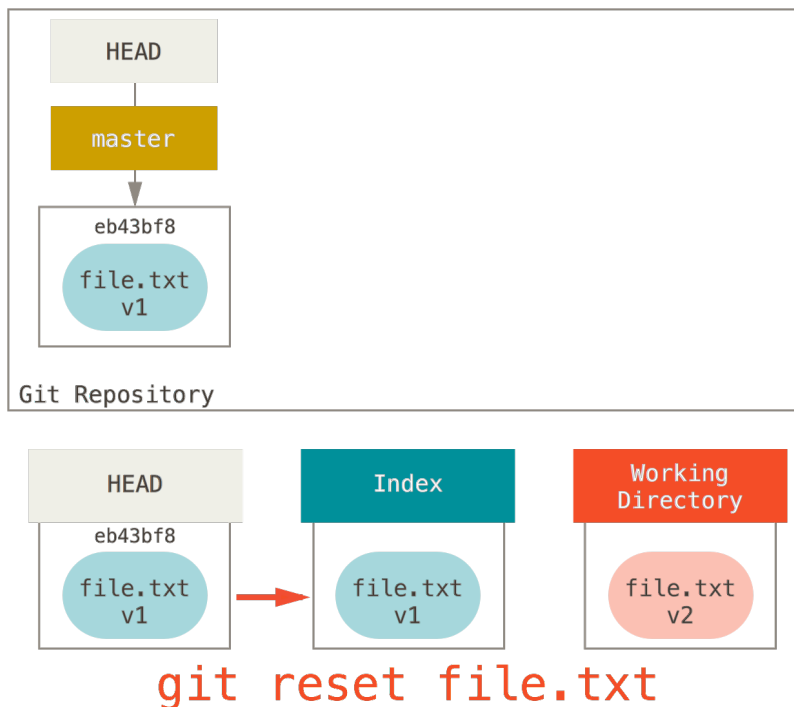 HEAD
master
eb43bf8
file.txt
v1
Git Repository
HEAD
Index
Working
Directory
eb43bf8
file.txt
v1
file.txt
v1
file.txt
v2
git reset file.txt